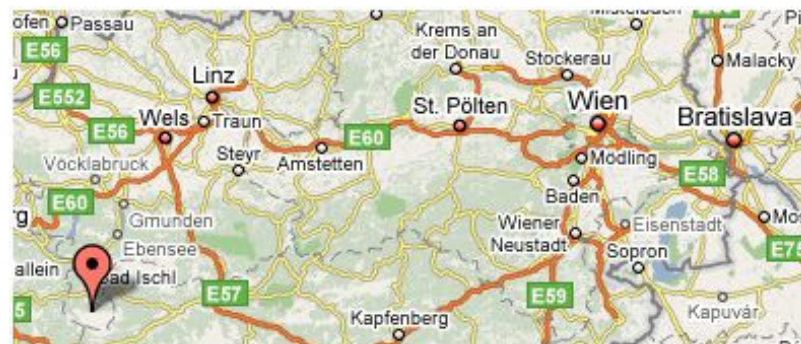 ofen
Passau
E56
E552
Linz
Wels
E56
Traun
Vöcklabruck
Steyr
Amstetten
E60
Krems an
der Donau
Stockerau
St. Pölten
Wien
Malacky
Bratislava
E58
Mödling
Baden
E60
Gmunden
Ebensee
Wiener
Neustadt
Eisenstadt
Sopron
E75
allein
Bad Ischl
E57
E59
Kapfenberg
Kapuvár